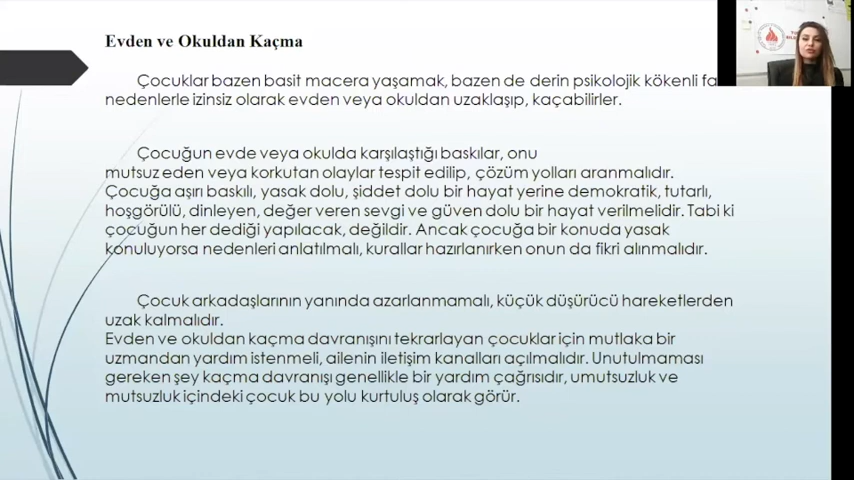 Evden ve Okuldan Kaçma
Çocuklar bazen basit macera yaşamak, bazen de derin psikolojik kökenli
nedenlerle izinsiz olarak evden veya okuldan uzaklaşıp, kaçabilirler.
Çocuğun evde veya okulda karşılaştığı baskılar, onu
mutsuz eden veya korkutan olaylar tespit edilip, çözüm yolları aranmalıdır.
Çocuğa aşırı baskılı, yasak dolu, şiddet dolu bir hayat yerine demokratik, tutarlı,
hoşgörülü, dinleyen, değer veren sevgi ve güven dolu bir hayat verilmelidir. Tabi ki
çocuğun her dediği yapılacak, değildir. Ancak çocuğa bir konuda yasak
konuluyorsa nedenleri anlatılmalı, kurallar hazırlanırken onun da fikri alınmalıdır.
Çocuk arkadaşlarının yanında azarlanmamalı, küçük düşürücü hareketlerden
uzak kalmalıdır.
Evden ve okuldan kaçma davranışını tekrarlayan çocuklar için mutlaka bir
uzmandan yardım istenmeli, ailenin iletişim kanalları açılmalıdır. Unutulmaması
gereken şey kaçma davranışı genellikle bir yardım çağrısıdır, umutsuzluk ve
mutsuzluk içindeki çocuk bu yolu kurtuluş olarak görür.